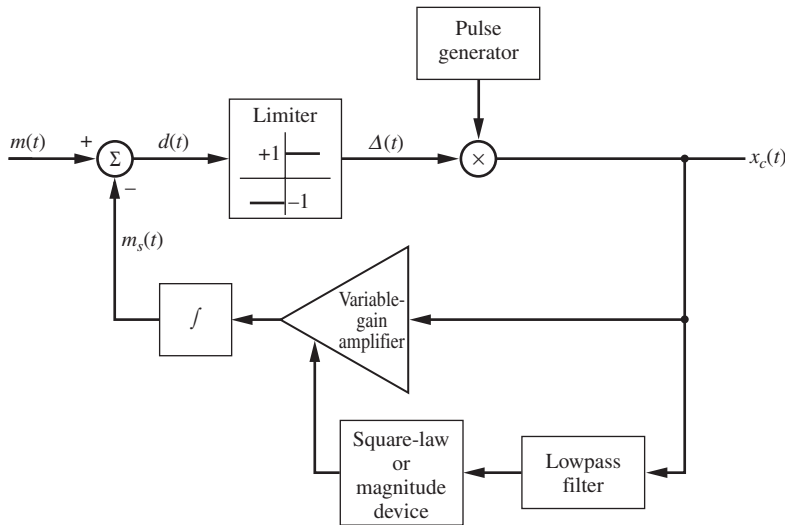 Pulse
generator
m(t)
+
Σ
−
d(t)
Limiter
+1
−1
Δ(t)
×
x_c(t)
m_s(t)
∫
Variable-
gain
amplifier
Square-law
or
magnitude
device
Lowpass
filter